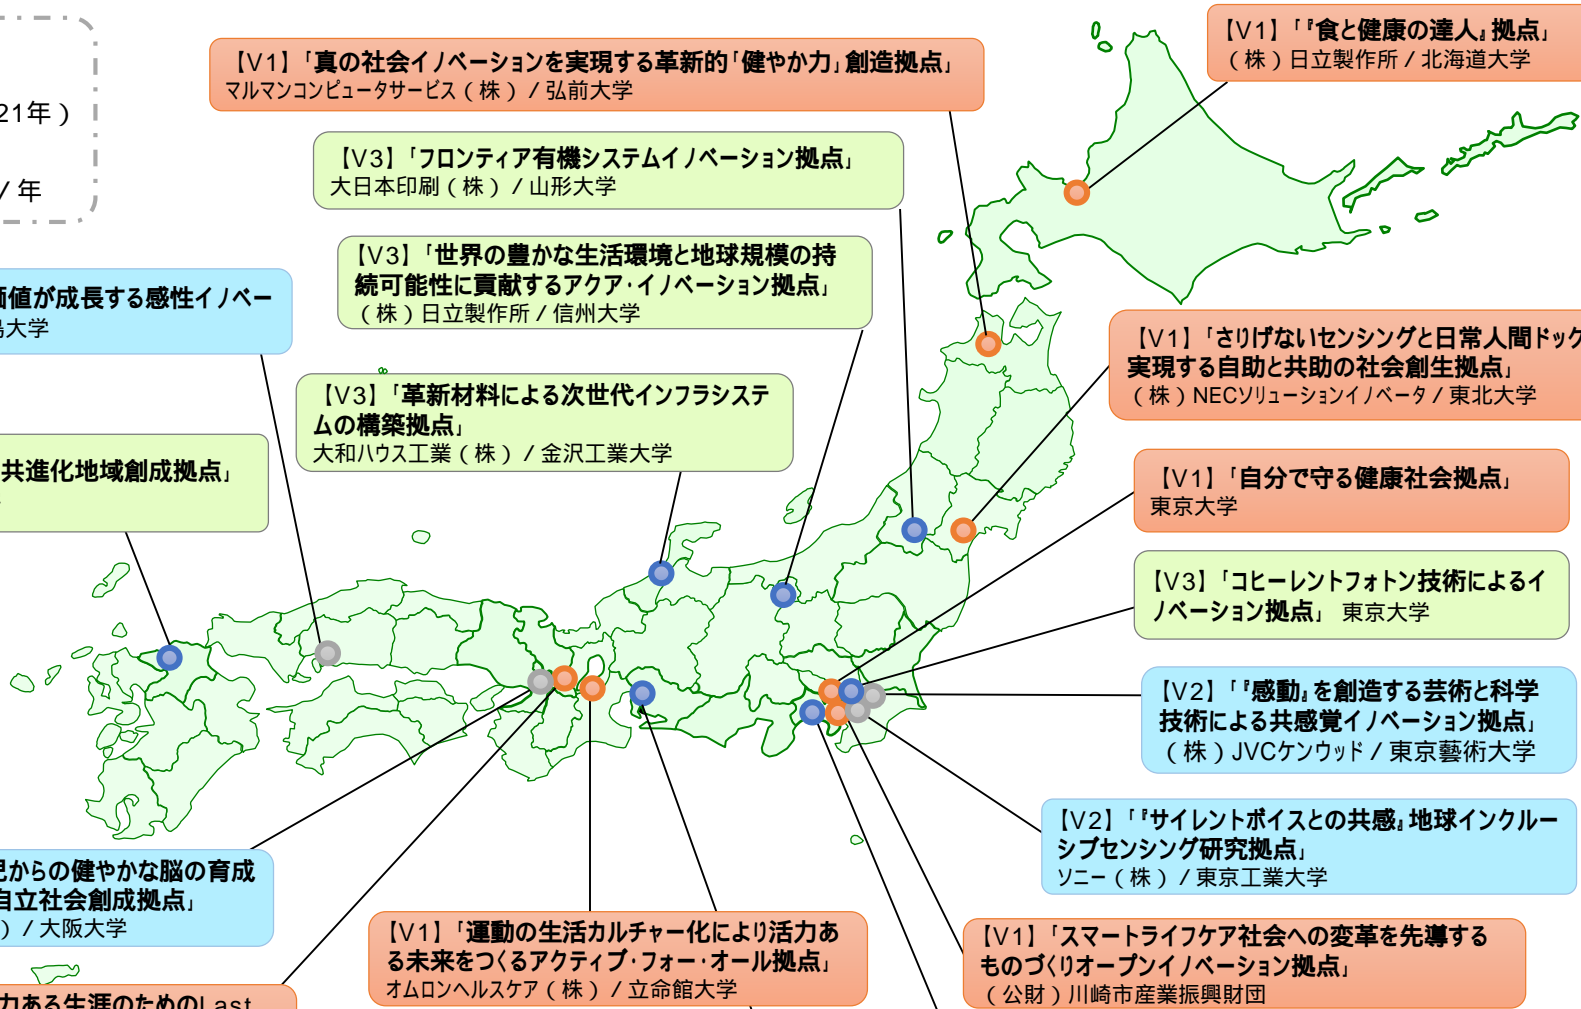 21年）
／年
【V1】「真の社会イノベーションを実現する革新的「健やか力」創造拠点」
マルマンコンピュータサービス（株）/ 弘前大学
【V1】「『食と健康の達人』拠点」
（株）日立製作所 / 北海道大学
【V3】「フロンティア有機システムイノベーション拠点」
大日本印刷（株）/ 山形大学
【V3】「世界の豊かな生活環境と地球規模の持
続可能性に貢献するアクア・イノベーション拠点」
（株）日立製作所 / 信州大学
価値が成長する感性イノベー
島大学
【V3】「革新材料による次世代インフラシステ
ムの構築拠点」
大和ハウス工業（株）/ 金沢工業大学
共進化地域創成拠点」
【V1】「さりげないセンシングと日常人間ドック
実現する自助と共助の社会創生拠点」
（株）NECソリューションイノベータ / 東北大学
【V1】「自分で守る健康社会拠点」
東京大学
【V3】「コヒーレントフォトン技術によるイ
ノベーション拠点」 東京大学
【V2】「『感動』を創造する芸術と科学
技術による共感覚イノベーション拠点」
（株）JVCケンウッド / 東京藝術大学
【V2】「『サイレントボイスとの共感』地球インクルー
シブセンシング研究拠点」
ソニー（株）/ 東京工業大学
児からの健やかな脳の育成
自立社会創成拠点」
）/ 大阪大学
【V1】「運動の生活カルチャー化により活力あ
る未来をつくるアクティブ・フォー・オール拠点」
オムロンヘルスケア（株）/ 立命館大学
【V1】「スマートライフケア社会への変革を先導する
ものづくりオープンイノベーション拠点」
（公財）川崎市産業振興財団
力ある生涯のためのLast